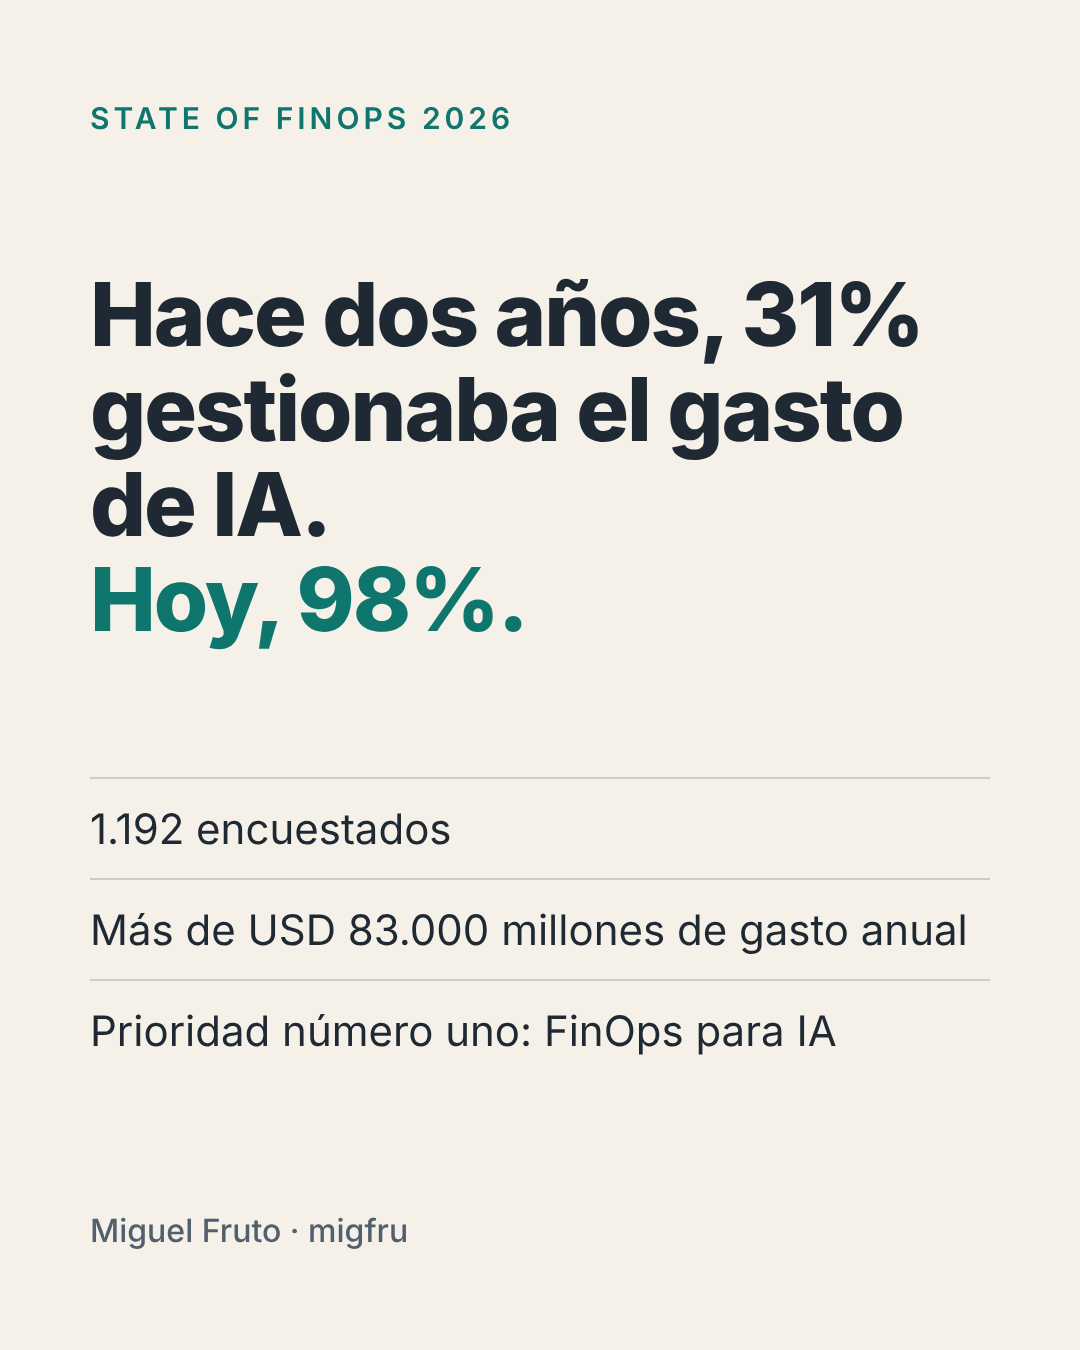 STATE OF FINOPS 2026
Hace dos años, 31%
gestionaba el gasto
de IA.
Hoy, 98%.
1.192 encuestados
Más de USD 83.000 millones de gasto anual
Prioridad número uno: FinOps para IA
Miguel Fruto · migfru